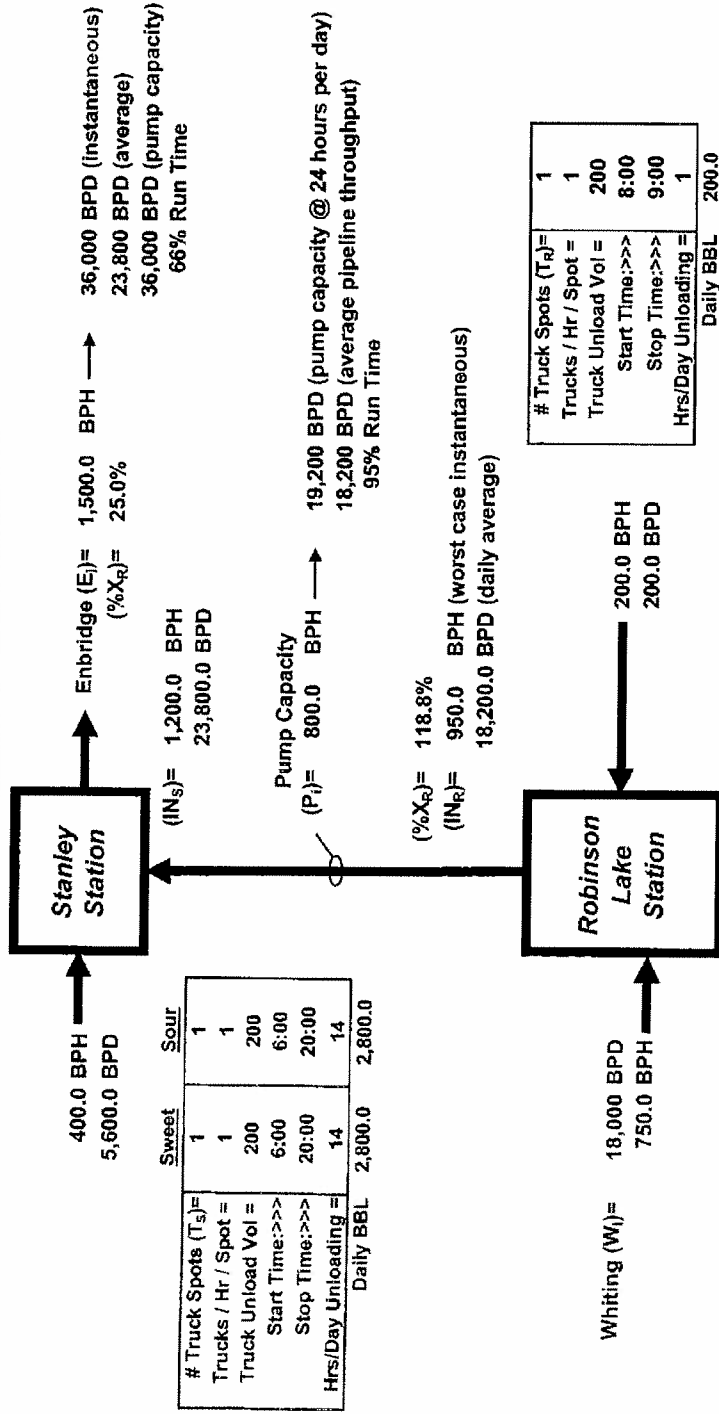 400.0 BPH
5,600.0 BPD
Stanley
Station
Enbridge (Ej)= 1,500.0 BPH
(%XR)= 25.0%
36,000 BPD (instantaneous)
23,800 BPD (average)
36,000 BPD (pump capacity)
66% Run Time
Sweet Sour
# Truck Spots (Ts)= 1 1
Trucks / Hr / Spot = 1 1
Truck Unload Vol = 200 200
Start Time:>>> 6:00 6:00
Stop Time:>>> 20:00 20:00
Hrs/Day Unloading = 14 14
Daily BBL 2,800.0 2,800.0
(INS)= 1,200.0 BPH
23,800.0 BPD
Pump Capacity
(Pi)= 800.0 BPH
19,200 BPD (pump capacity @ 24 hours per day)
18,200 BPD (average pipeline throughput)
95% Run Time
(%XR)= 118.8%
(INR)= 950.0 BPH (worst case instantaneous)
18,200.0 BPD (daily average)
Whiting (Wi)= 18,000 BPD
750.0 BPH
Robinson
Lake
Station
200.0 BPH
200.0 BPD
# Truck Spots (TR)= 1
Trucks / Hr / Spot = 1
Truck Unload Vol = 200
Start Time:>>> 8:00
Stop Time:>>> 9:00
Hrs/Day Unloading = 1
Daily BBL 200.0